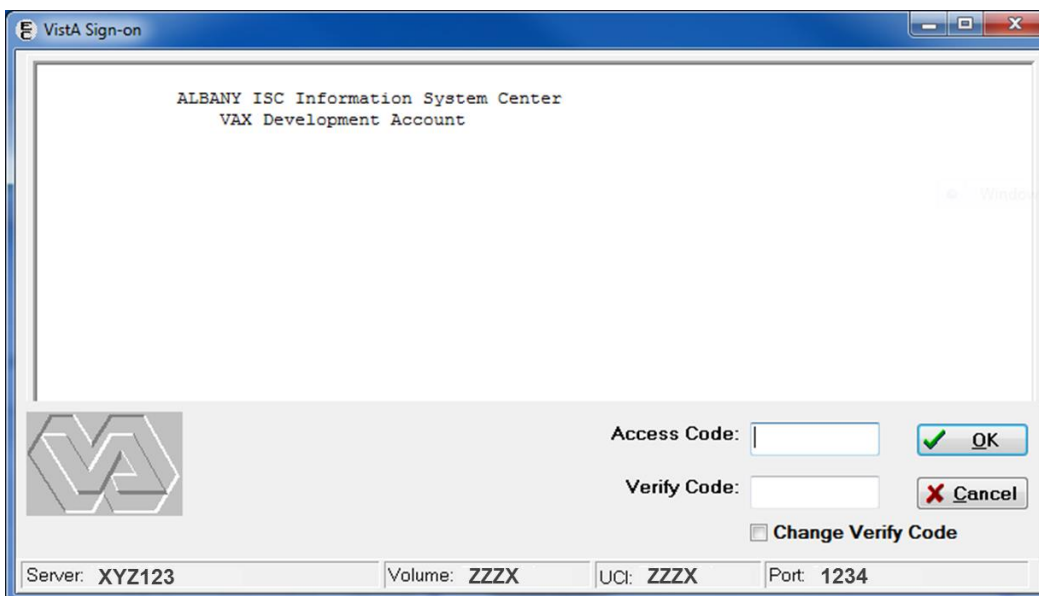 VistA Sign-on
ALBANY ISC Information System Center
VAX Development Account
Window
Access Code:
OK
Verify Code:
Cancel
Change Verify Code
Server: XYZ123 Volume: ZZZX UCI: ZZZX Port: 1234